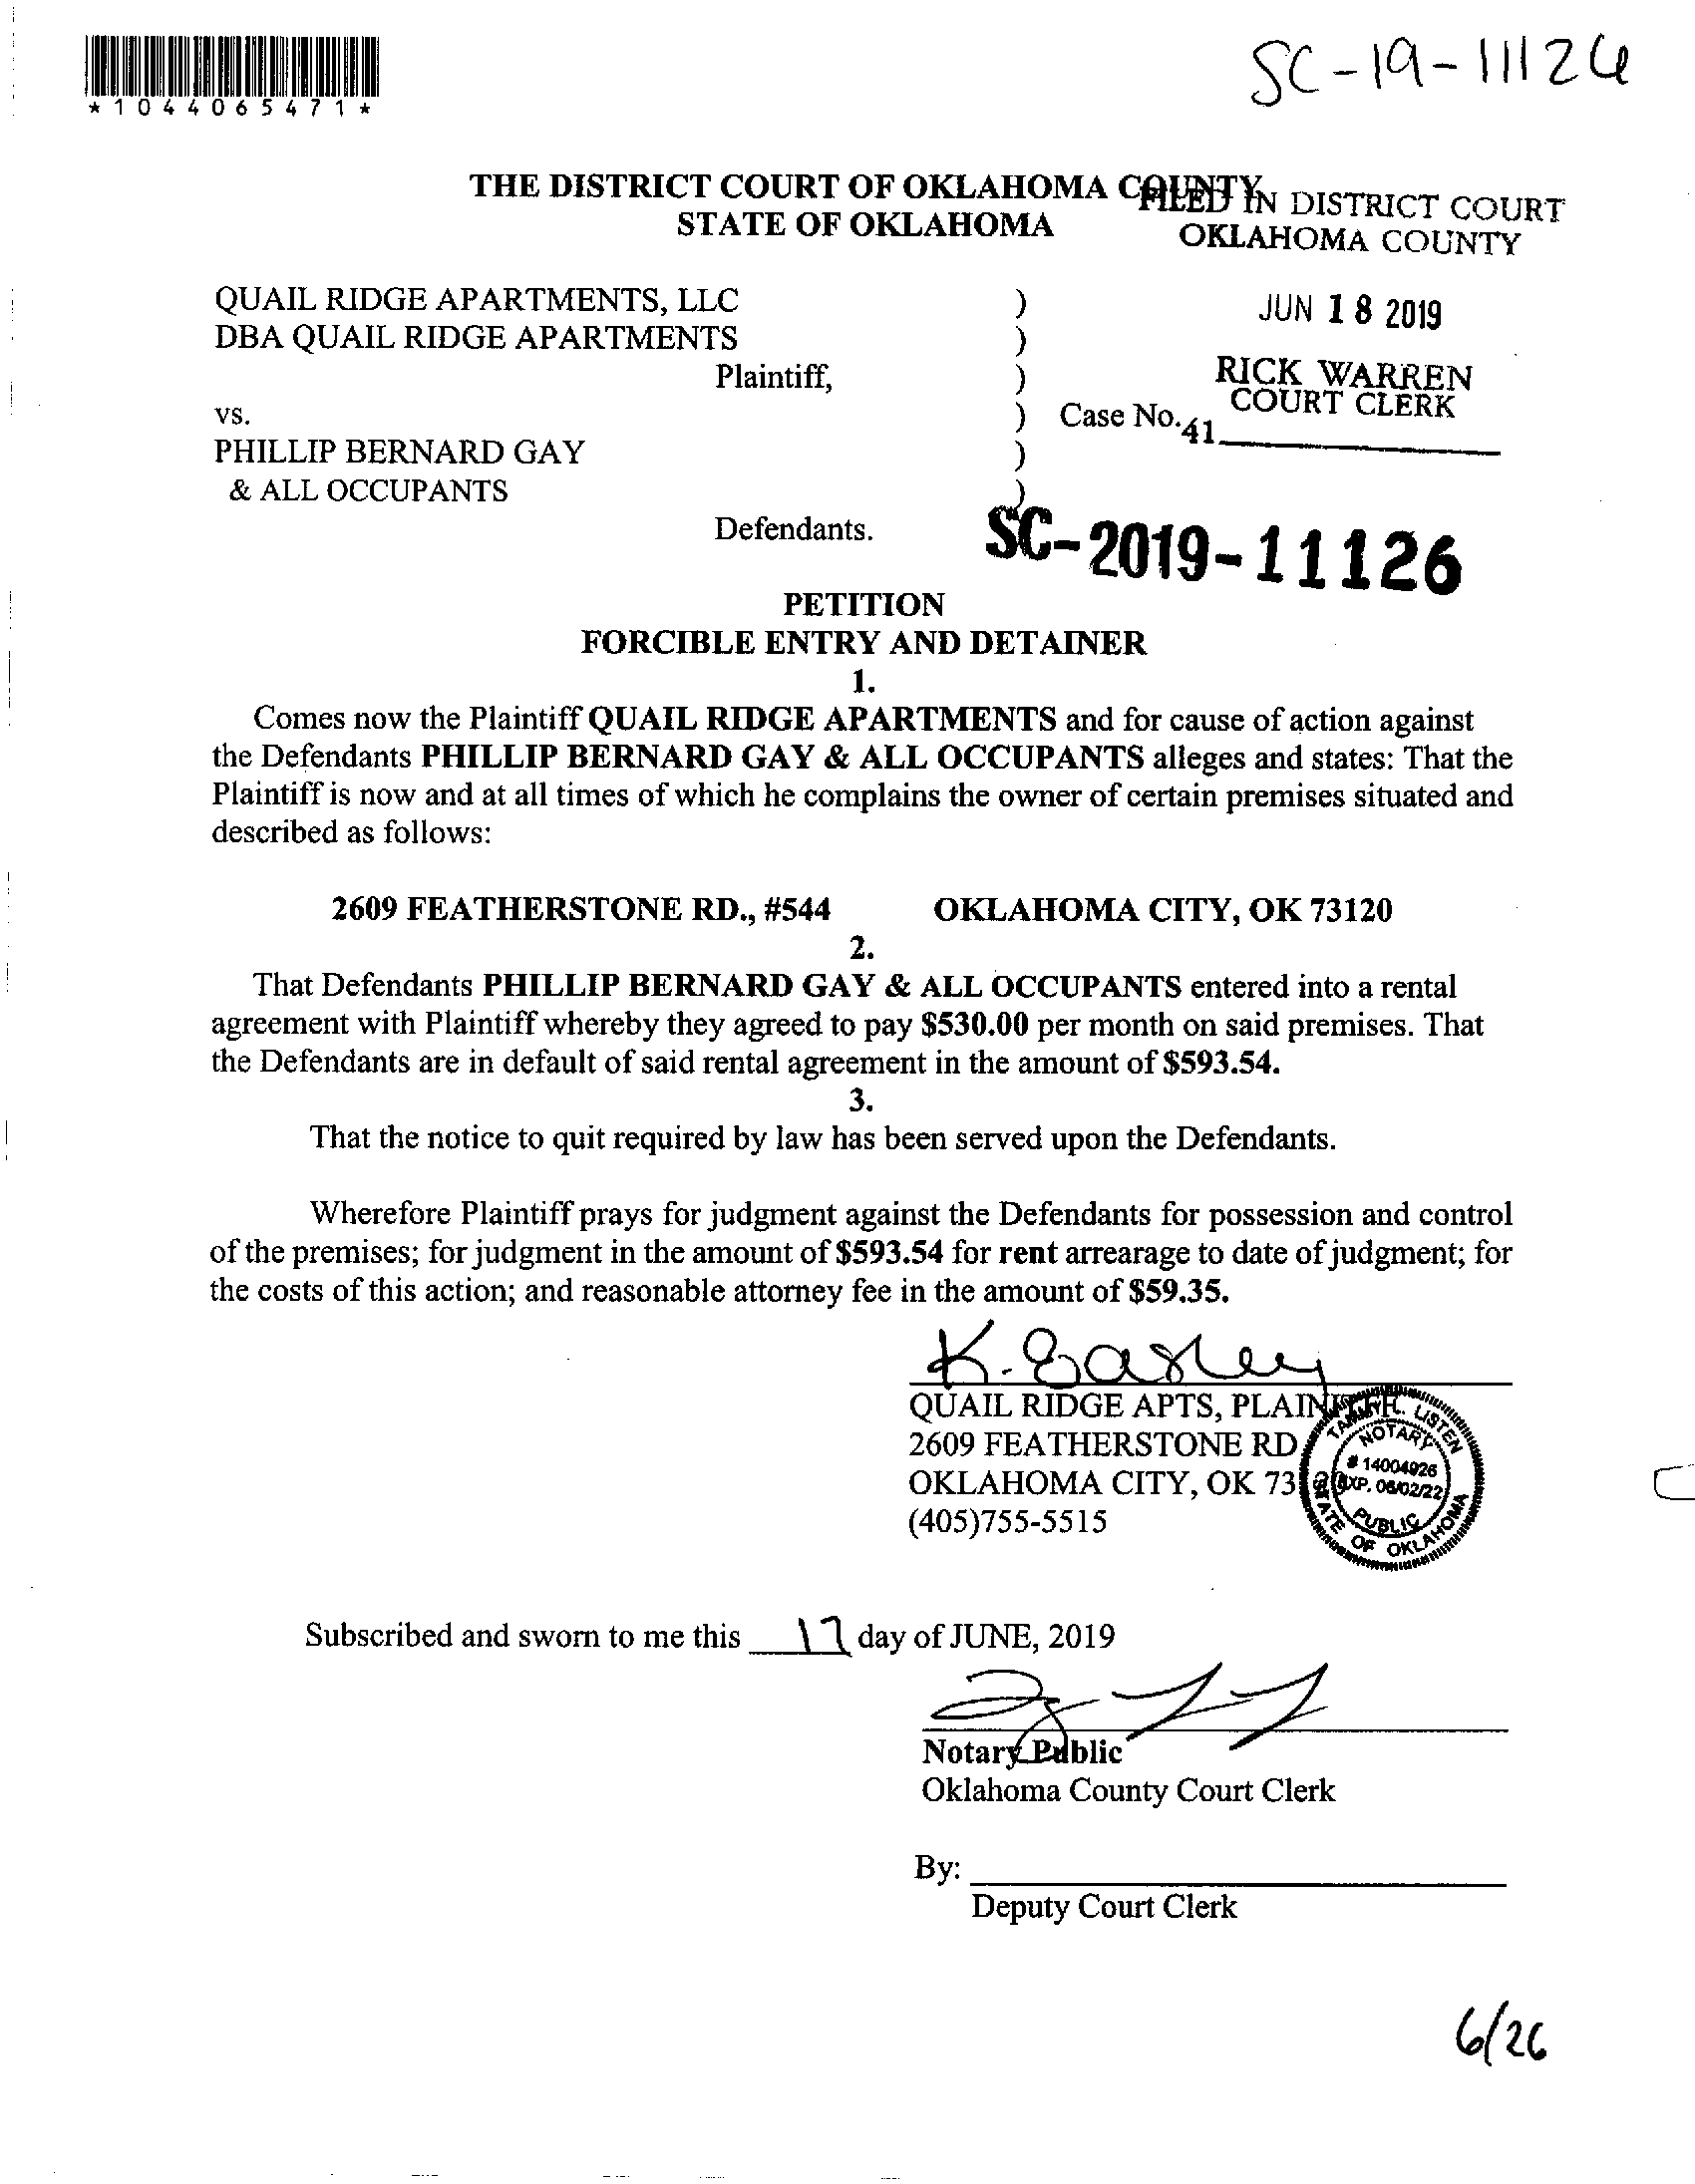 *1044065471*
SC-19-11126
THE DISTRICT COURT OF OKLAHOMA COUNTY
STATE OF OKLAHOMA
FILED IN DISTRICT COURT
OKLAHOMA COUNTY
JUN 18 2019
RICK WARREN
COURT CLERK
41
QUAIL RIDGE APARTMENTS, LLC )
DBA QUAIL RIDGE APARTMENTS )
Plaintiff, )
vs. ) Case No.
PHILLIP BERNARD GAY )
& ALL OCCUPANTS )
Defendants.
SC-2019-11126
PETITION
FORCIBLE ENTRY AND DETAINER
1.
Comes now the Plaintiff QUAIL RIDGE APARTMENTS and for cause of action against
the Defendants PHILLIP BERNARD GAY & ALL OCCUPANTS alleges and states: That the
Plaintiff is now and at all times of which he complains the owner of certain premises situated and
described as follows:
2609 FEATHERSTONE RD., #544 OKLAHOMA CITY, OK 73120
2.
That Defendants PHILLIP BERNARD GAY & ALL OCCUPANTS entered into a rental
agreement with Plaintiff whereby they agreed to pay $530.00 per month on said premises. That
the Defendants are in default of said rental agreement in the amount of $593.54.
3.
That the notice to quit required by law has been served upon the Defendants.
Wherefore Plaintiff prays for judgment against the Defendants for possession and control
of the premises; for judgment in the amount of $593.54 for rent arrearage to date of judgment; for
the costs of this action; and reasonable attorney fee in the amount of $59.35.
K. Easley
QUAIL RIDGE APTS, PLAIN
2609 FEATHERSTONE RD
OKLAHOMA CITY, OK 73
(405)755-5515
LISTEN
NOTARY
# 14004926
EXP. 06/02/22
PUBLIC
STATE OF OKLAHOMA
Subscribed and sworn to me this 17 day of JUNE, 2019
Notary Public
Oklahoma County Court Clerk
By:
Deputy Court Clerk
6/26